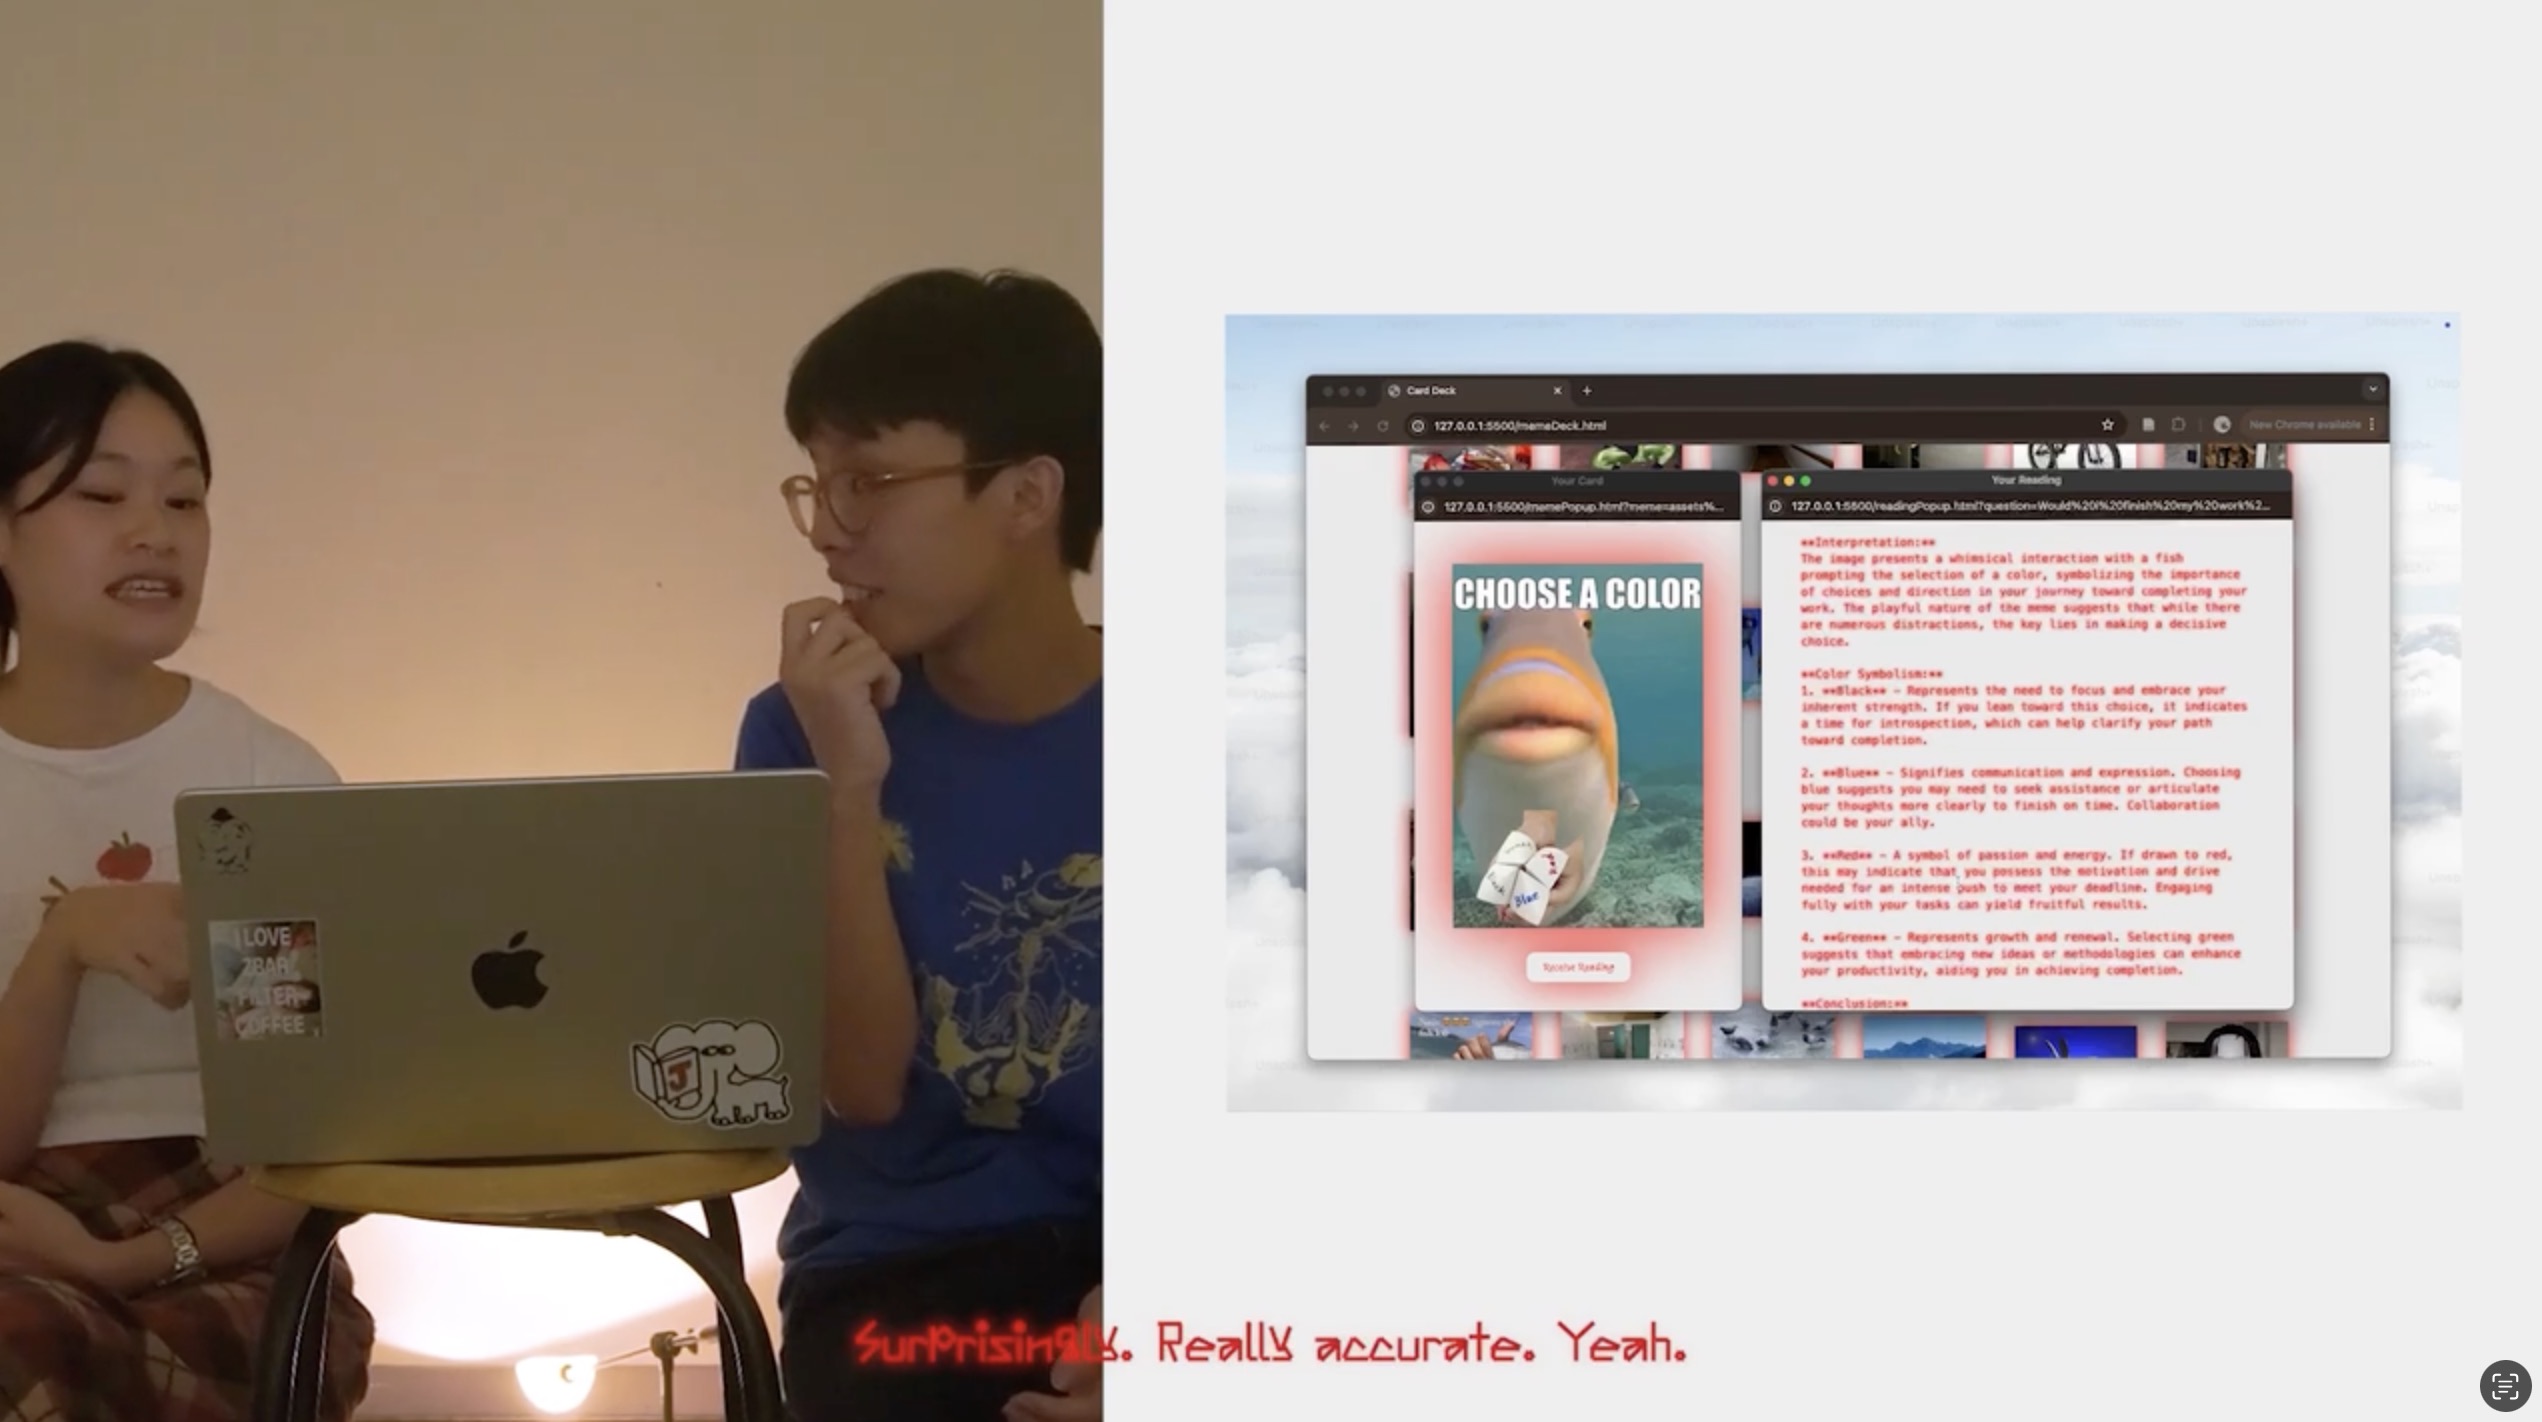 I LOVE
2BAR
FILTER
COFFEE
J
Card Deck
127.0.0.1:5500/memeDeck.html
New Chrome available
Your Card
127.0.0.1:5500/memePopup.html?meme=assets%...
CHOOSE A COLOR
Blue
Receive Reading
Your Reading
127.0.0.1:5500/readingPopup.html?question=Would%20I%20finish%20my%20work%2...
**Interpretation:**
The image presents a whimsical interaction with a fish
prompting the selection of a color, symbolizing the importance
of choices and direction in your journey toward completing your
work. The playful nature of the meme suggests that while there
are numerous distractions, the key lies in making a decisive
choice.
**Color Symbolism:**
1. **Black** – Represents the need to focus and embrace your
inherent strength. If you lean toward this choice, it indicates
a time for introspection, which can help clarify your path
toward completion.
2. **Blue** – Signifies communication and expression. Choosing
blue suggests you may need to seek assistance or articulate
your thoughts more clearly to finish on time. Collaboration
could be your ally.
3. **Red** – A symbol of passion and energy. If drawn to red,
this may indicate that you possess the motivation and drive
needed for an intense push to meet your deadline. Engaging
fully with your tasks can yield fruitful results.
4. **Green** – Represents growth and renewal. Selecting green
suggests that embracing new ideas or methodologies can enhance
your productivity, aiding you in achieving completion.
**Conclusion:**
Surprisingly. Really accurate. Yeah.